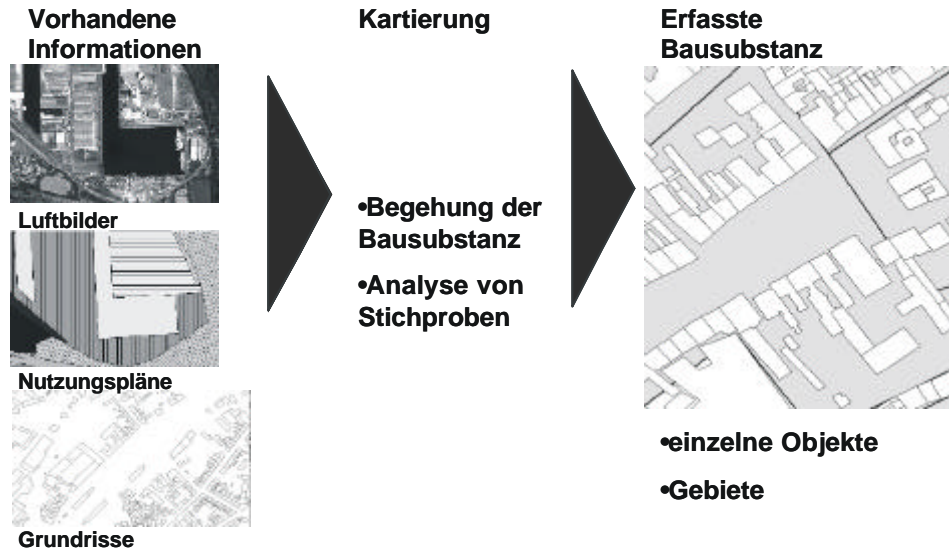 Vorhandene
Informationen
Luftbilder
Nutzungspläne
Grundrisse
Kartierung
•Begehung der
Bausubstanz
•Analyse von
Stichproben
Erfasste
Bausubstanz
•einzelne Objekte
•Gebiete